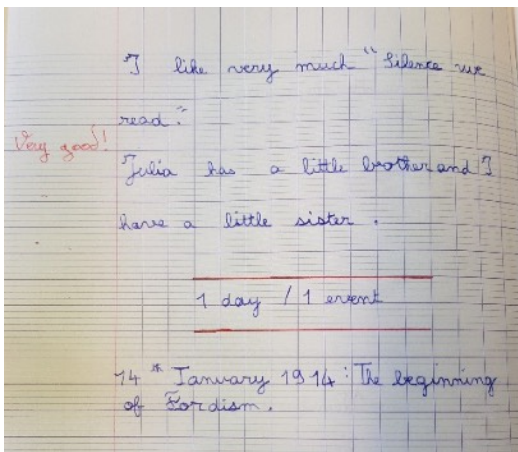 I like very much "Silence we
read."
Very good!
Julia has a little brother and I
have a little sister.
1 day / 1 event
14th January 1914: The beginning
of Fordism.